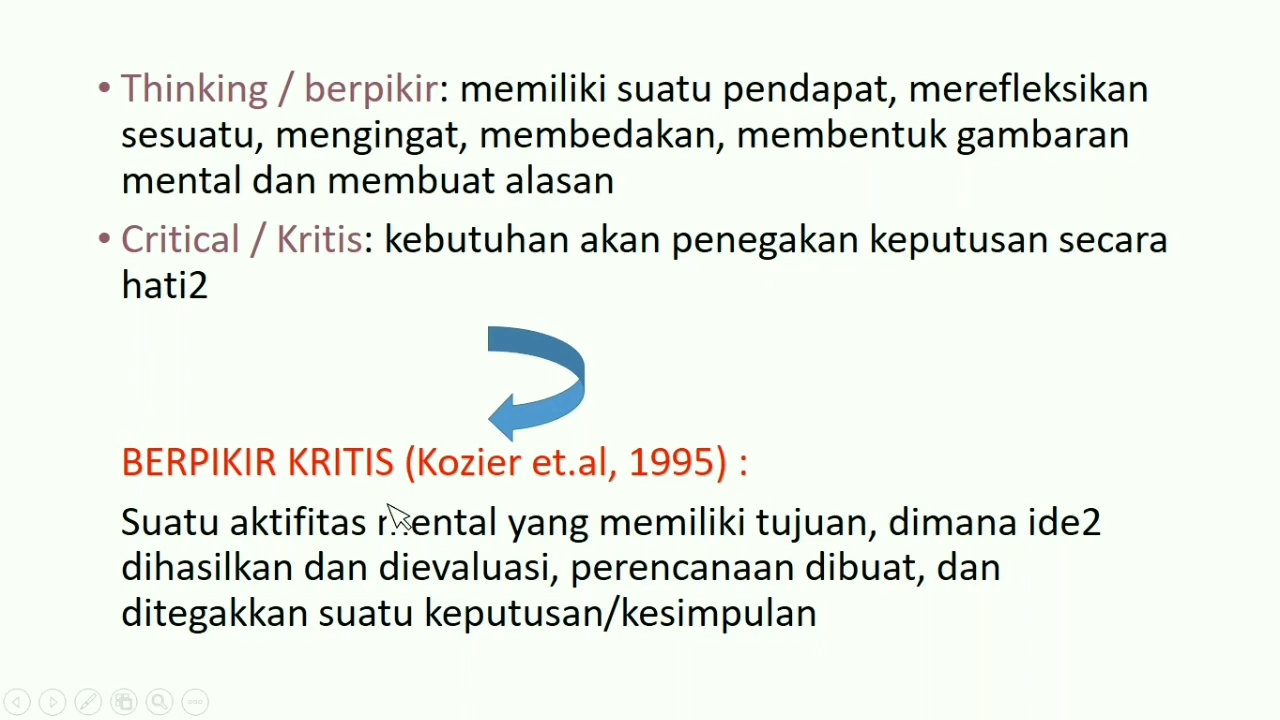 • Thinking / berpikir: memiliki suatu pendapat, merefleksikan
sesuatu, mengingat, membedakan, membentuk gambaran
mental dan membuat alasan
• Critical / Kritis: kebutuhan akan penegakan keputusan secara
hati2
BERPIKIR KRITIS (Kozier et.al, 1995) :
Suatu aktifitas mental yang memiliki tujuan, dimana ide2
dihasilkan dan dievaluasi, perencanaan dibuat, dan
ditegakkan suatu keputusan/kesimpulan